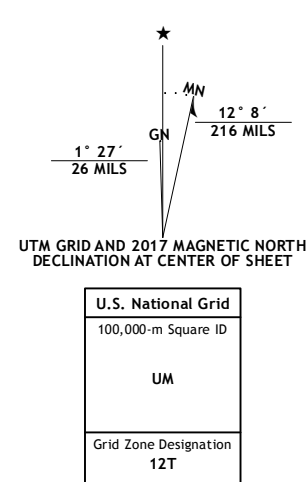 ★
MN
GN
12° 8´
216 MILS
1° 27´
26 MILS
UTM GRID AND 2017 MAGNETIC NORTH
DECLINATION AT CENTER OF SHEET
U.S. National Grid
100,000-m Square ID
UM
Grid Zone Designation
12T